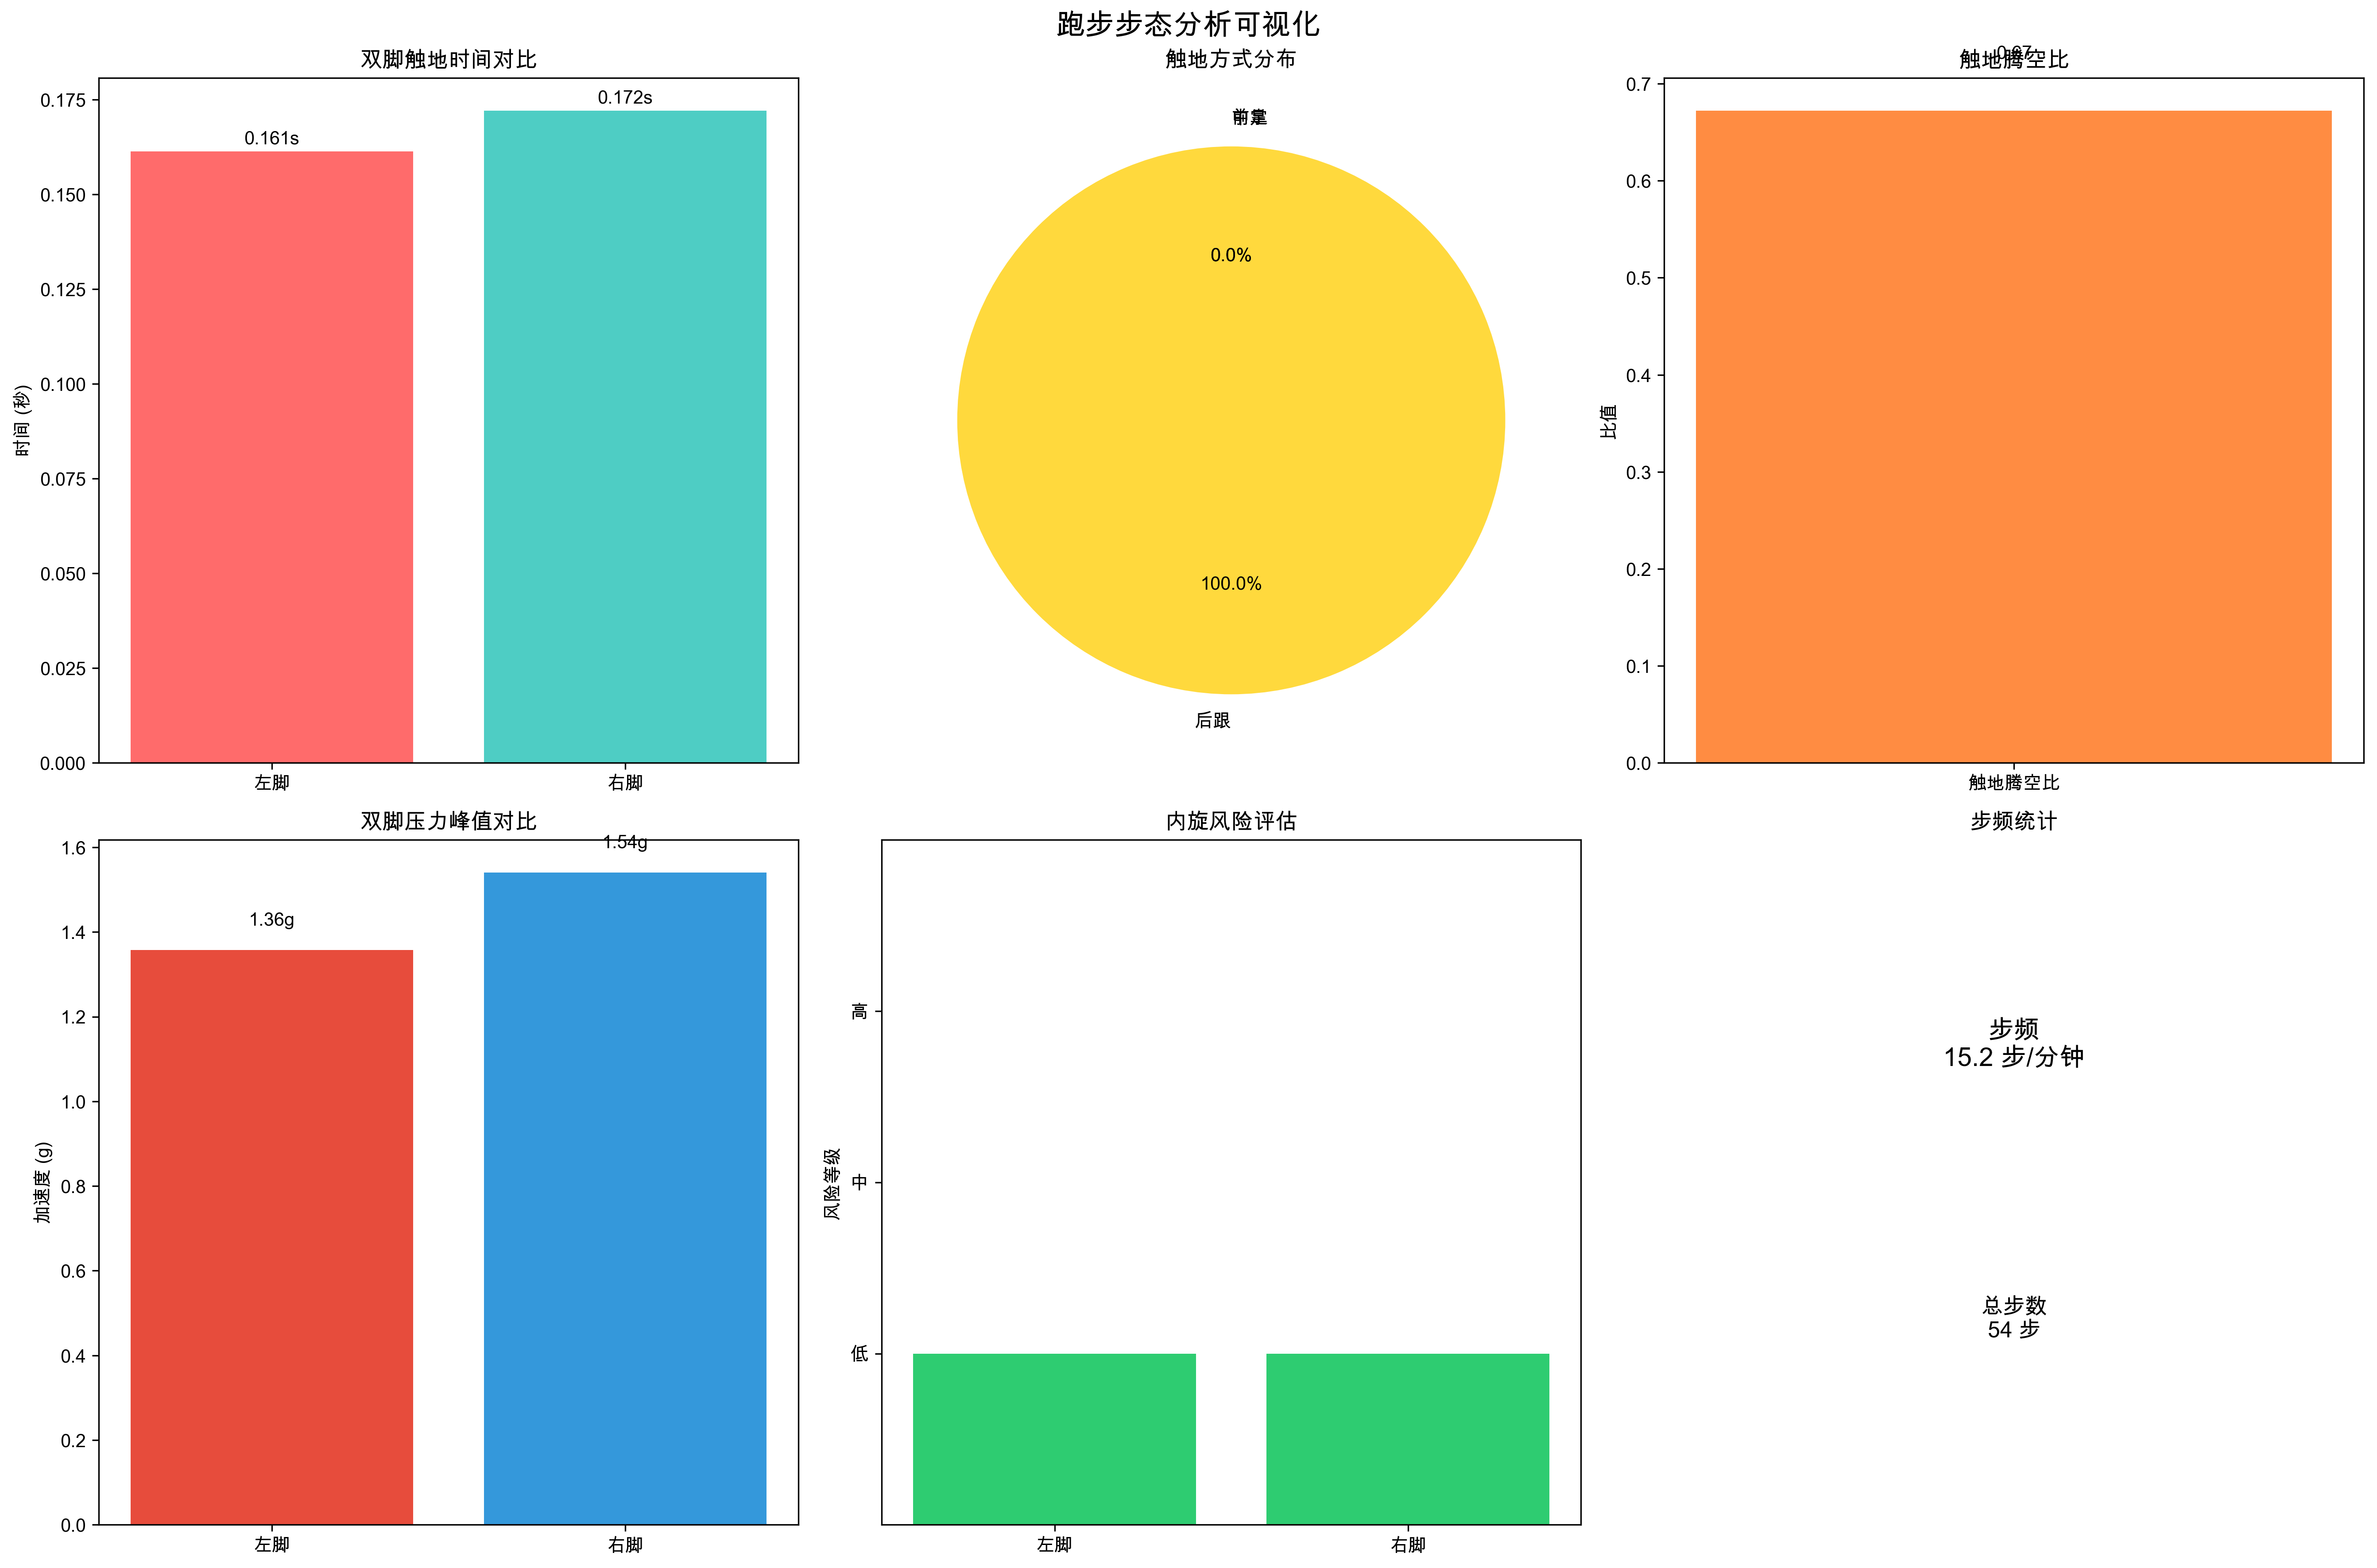 跑步步态分析可视化
双脚触地时间对比
0.175
0.150
0.125
0.100
0.075
0.050
0.025
0.000
时间 (秒)
0.161s
0.172s
左脚
右脚
触地方式分布
0.0%
100.0%
后跟
触地腾空比
0.67
0.7
0.6
0.5
0.4
0.3
0.2
0.1
0.0
比值
触地腾空比
双脚压力峰值对比
1.6
1.4
1.2
1.0
0.8
0.6
0.4
0.2
0.0
加速度 (g)
1.36g
1.54g
左脚
右脚
内旋风险评估
高
中
低
风险等级
左脚
右脚
步频统计
步频
15.2 步/分钟
总步数
54 步